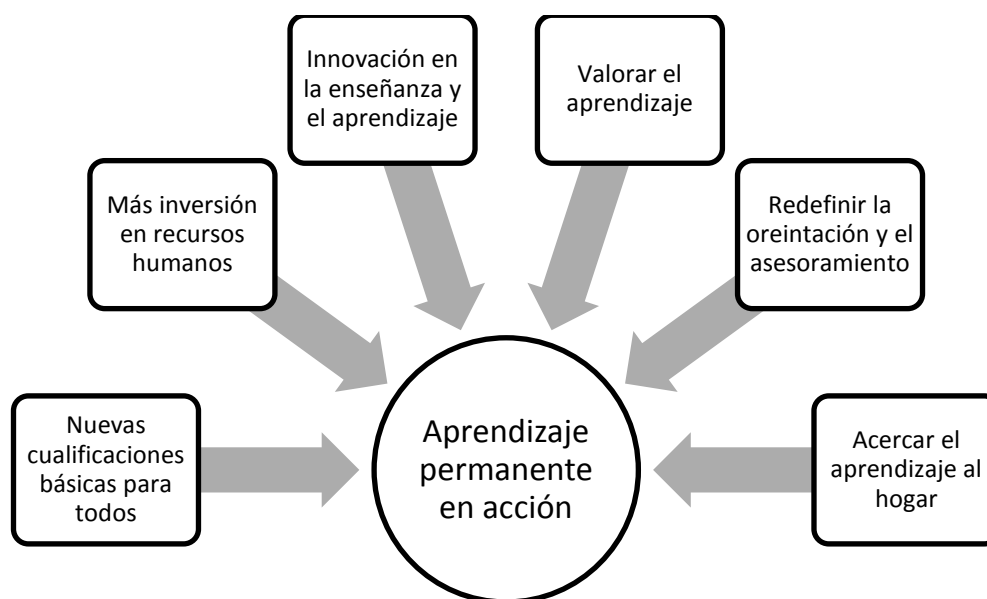 Innovación en
la enseñanza y
el aprendizaje
Valorar el
aprendizaje
Más inversión
en recursos
humanos
Redefinir la
oreintación y el
asesoramiento
Nuevas
cualificaciones
básicas para
todos
Aprendizaje
permanente
en acción
Acercar el
aprendizaje al
hogar